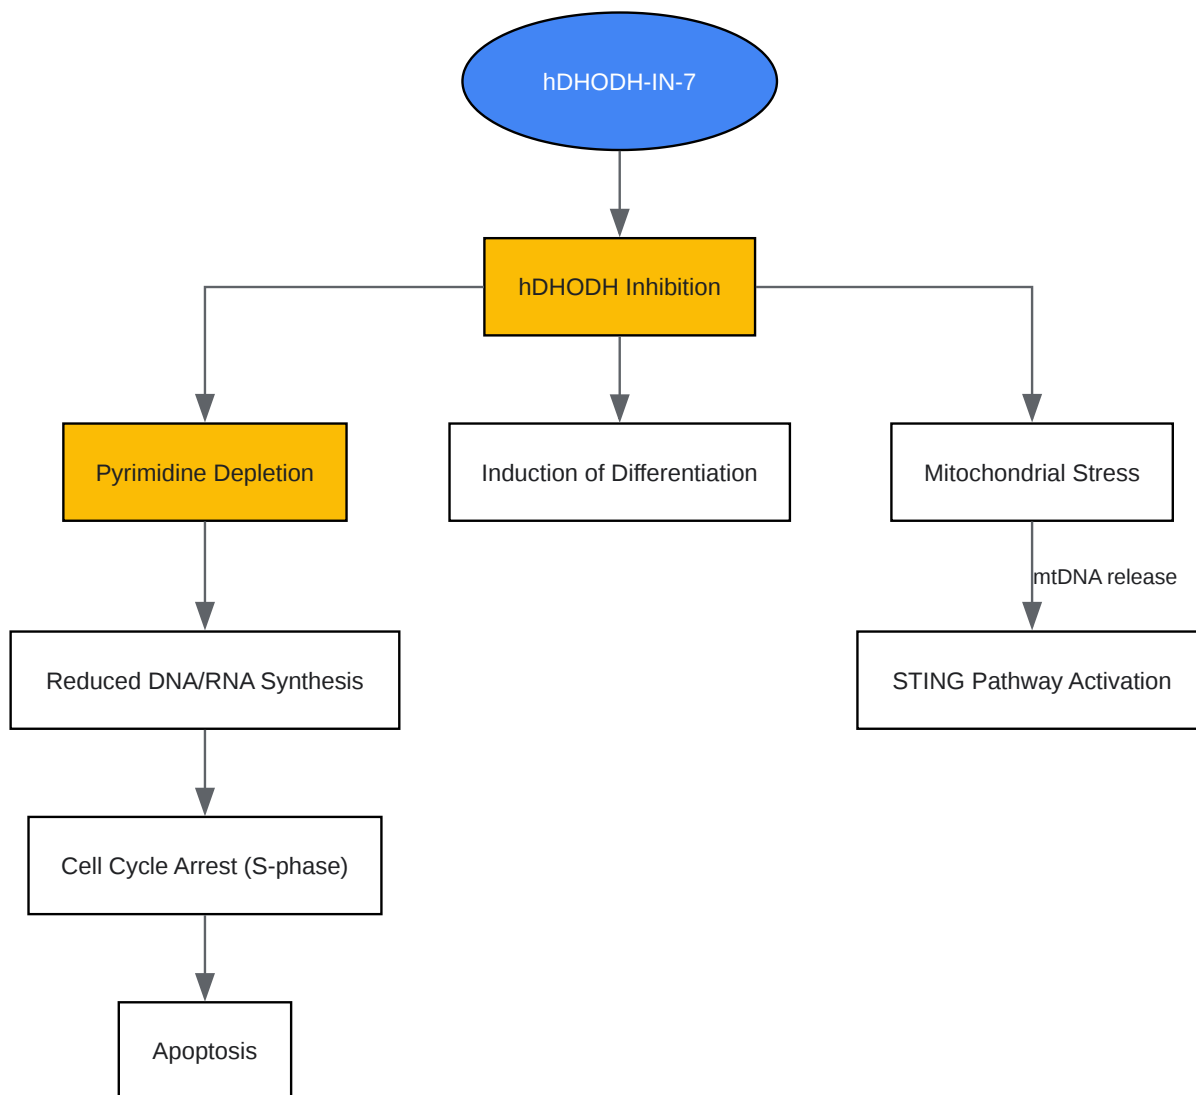 hDHODH-IN-7
hDHODH Inhibition
Pyrimidine Depletion
Induction of Differentiation
Mitochondrial Stress
mtDNA release
Reduced DNA/RNA Synthesis
STING Pathway Activation
Cell Cycle Arrest (S-phase)
Apoptosis